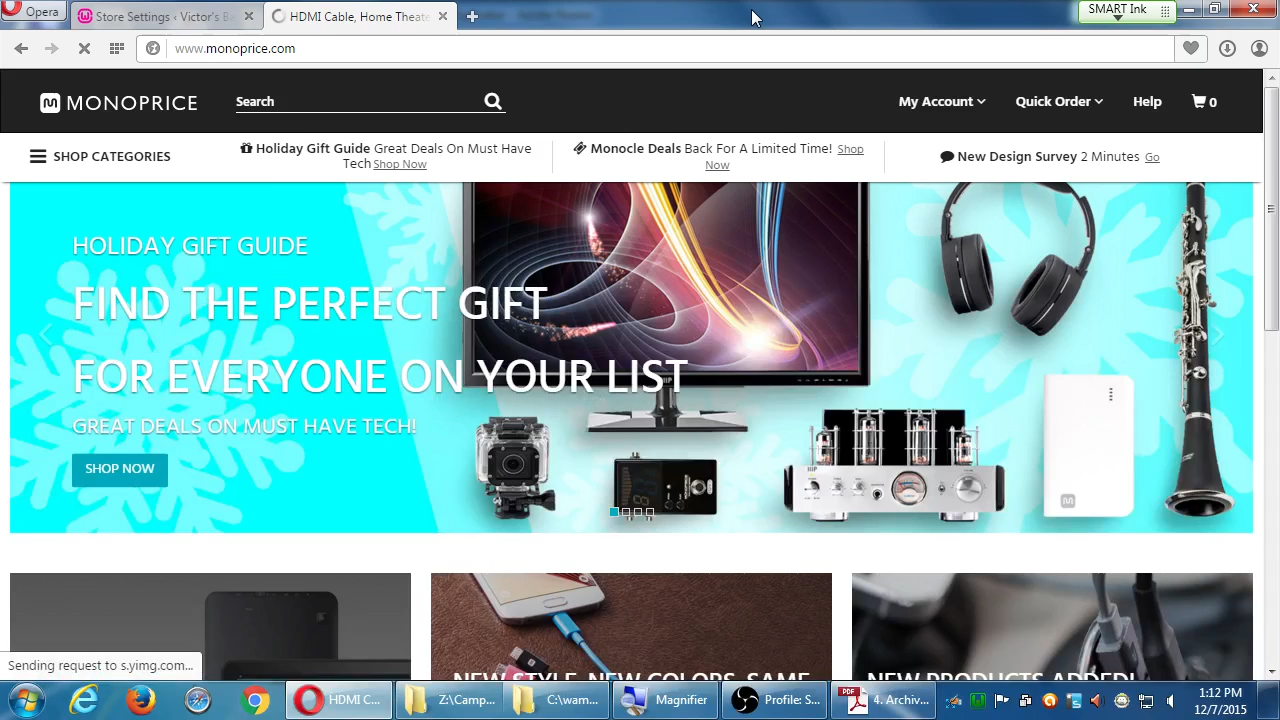 Opera
Store Settings ‹ Victor's Ba
HDMI Cable, Home Theate
SMART Ink
www.monoprice.com
MONOPRICE
Search
My Account
Quick Order
Help
0
SHOP CATEGORIES
Holiday Gift Guide Great Deals On Must Have
Tech Shop Now
Monocle Deals Back For A Limited Time! Shop
Now
New Design Survey 2 Minutes Go
HOLIDAY GIFT GUIDE
FIND THE PERFECT GIFT
FOR EVERYONE ON YOUR LIST
GREAT DEALS ON MUST HAVE TECH!
SHOP NOW
NEW STYLE, NEW COLORS, SAME
NEW PRODUCTS ADDED!
Sending request to s.yimg.com...
HDMI C...
Z:\Camp...
C:\wam...
Magnifier
Profile: S...
PDF
4. Archiv...
1:12 PM
12/7/2015